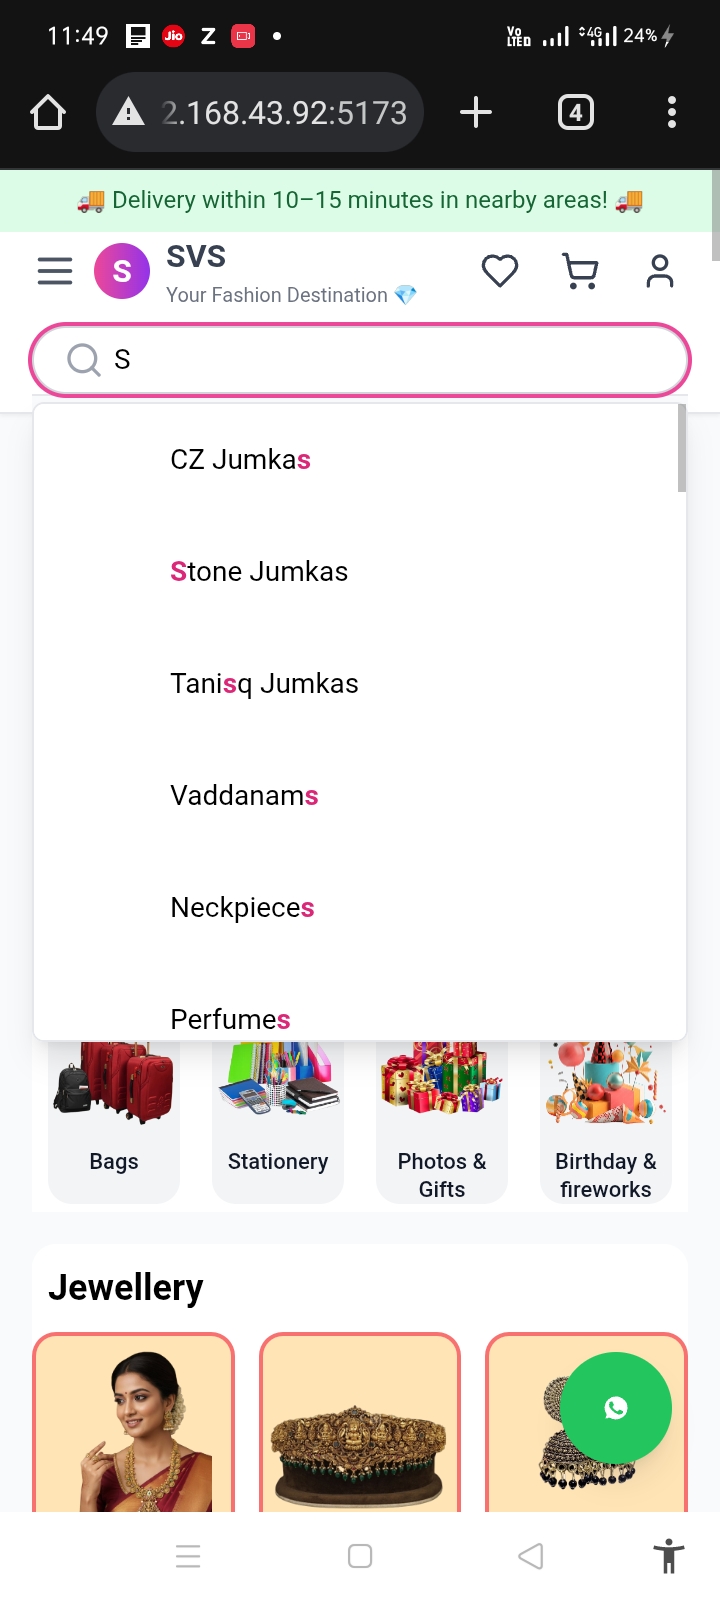 11:49 Jio Z Vo LTED 4G 24%
2.168.43.92:5173 4
🚚 Delivery within 10–15 minutes in nearby areas! 🚚
S SVS
Your Fashion Destination 💎
S
CZ Jumkas
Stone Jumkas
Tanisq Jumkas
Vaddanams
Neckpieces
Perfumes
Bags Stationery Photos & Birthday &
Gifts fireworks
Jewellery